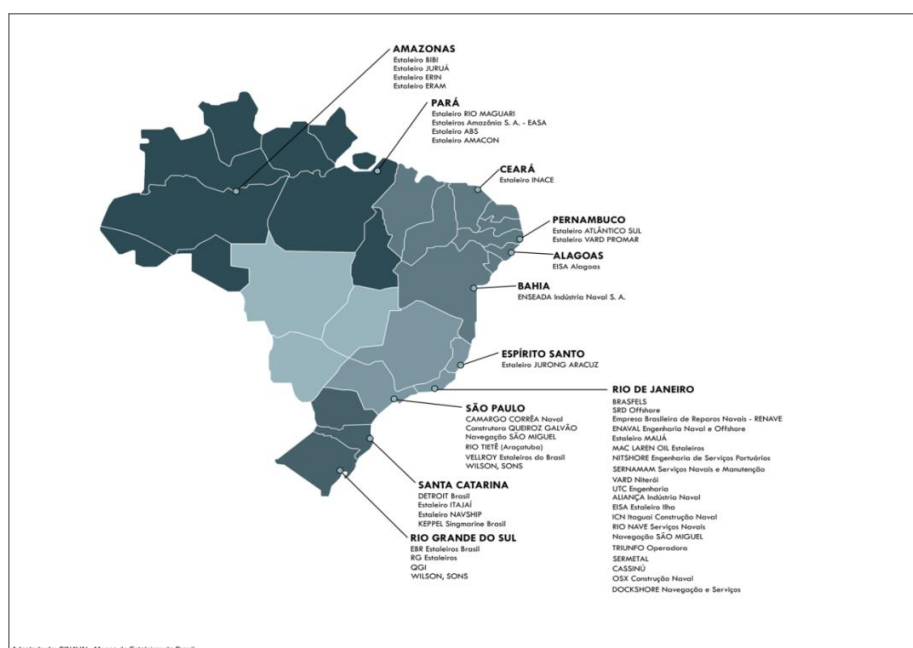 AMAZONAS
Estaleiro BIBI
Estaleiro JURUÁ
Estaleiro ERIN
Estaleiro ERAM
PARÁ
Estaleiro RIO MAGUARI
Estaleiros Amazônia S. A. - EASA
Estaleiro ABS
Estaleiro AMACON
CEARÁ
Estaleiro INACE
PERNAMBUCO
Estaleiro ATLÂNTICO SUL
Estaleiro VARD PROMAR
ALAGOAS
EISA Alagoas
BAHIA
ENSEADA Indústria Naval S. A.
ESPÍRITO SANTO
Estaleiro JURONG ARACUZ
RIO DE JANEIRO
BRASFELS
SRD Offshore
Empresa Brasileira de Reparos Navais - RENAVE
ENAVAL Engenharia Naval e Offshore
Estaleiro MAUÁ
MAC LAREN OIL Estaleiros
NITSHORE Engenharia de Serviços Portuários
SERNAMAM Serviços Navais e Manutenção
VARD Niterói
UTC Engenharia
ALIANÇA Indústria Naval
EISA Estaleiro Ilha
ICN Itaguaí Construção Naval
RIO NAVE Serviços Navais
Navegação SÃO MIGUEL
TRIUNFO Operadora
SERMETAL
CASSINÚ
OSX Construção Naval
DOCKSHORE Navegação e Serviços
SÃO PAULO
CAMARGO CORRÊA Naval
Construtora QUEIROZ GALVÃO
Navegação SÃO MIGUEL
RIO TIETÊ (Araçatuba)
VELLROY Estaleiros do Brasil
WILSON, SONS
SANTA CATARINA
DETROIT Brasil
Estaleiro ITAJAÍ
Estaleiro NAVSHIP
KEPPEL Singmarine Brasil
RIO GRANDE DO SUL
EBR Estaleiros Brasil
RG Estaleiros
QGI
WILSON, SONS